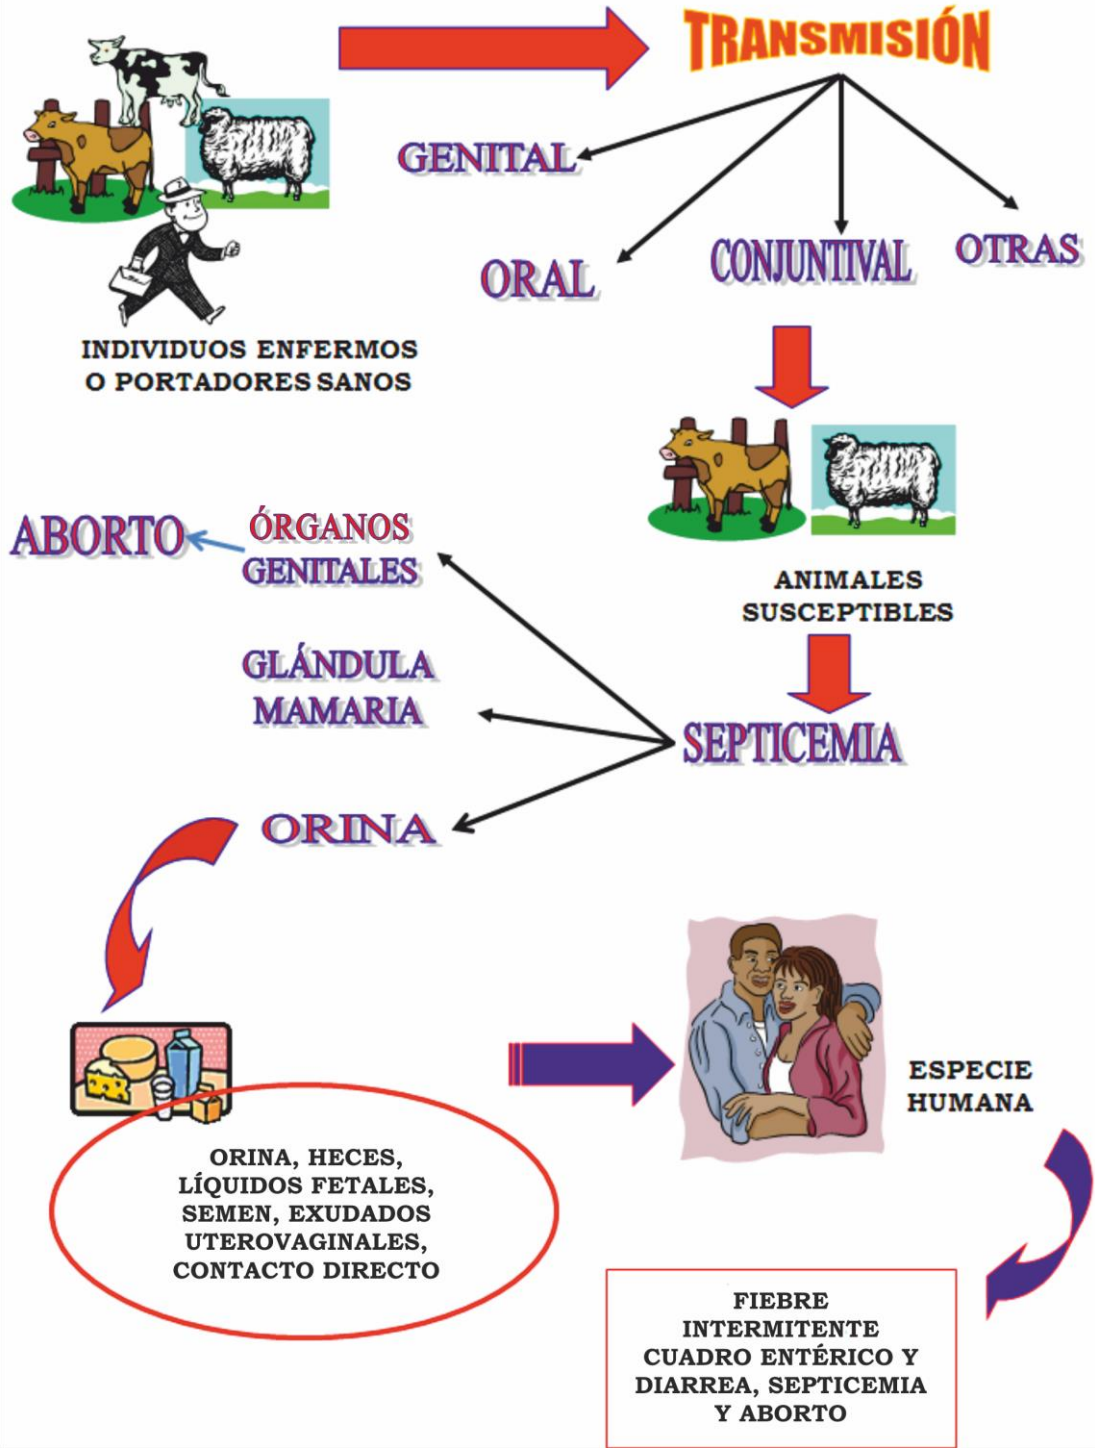 TRANSMISIÓN
GENITAL
ORAL
CONJUNTIVAL
OTRAS
INDIVIDUOS ENFERMOS
O PORTADORES SANOS
ANIMALES
SUSCEPTIBLES
SEPTICEMIA
ÓRGANOS
GENITALES
ABORTO
GLÁNDULA
MAMARIA
ORINA
ORINA, HECES,
LÍQUIDOS FETALES,
SEMEN, EXUDADOS
UTEROVAGINALES,
CONTACTO DIRECTO
ESPECIE
HUMANA
FIEBRE
INTERMITENTE
CUADRO ENTÉRICO Y
DIARREA, SEPTICEMIA
Y ABORTO